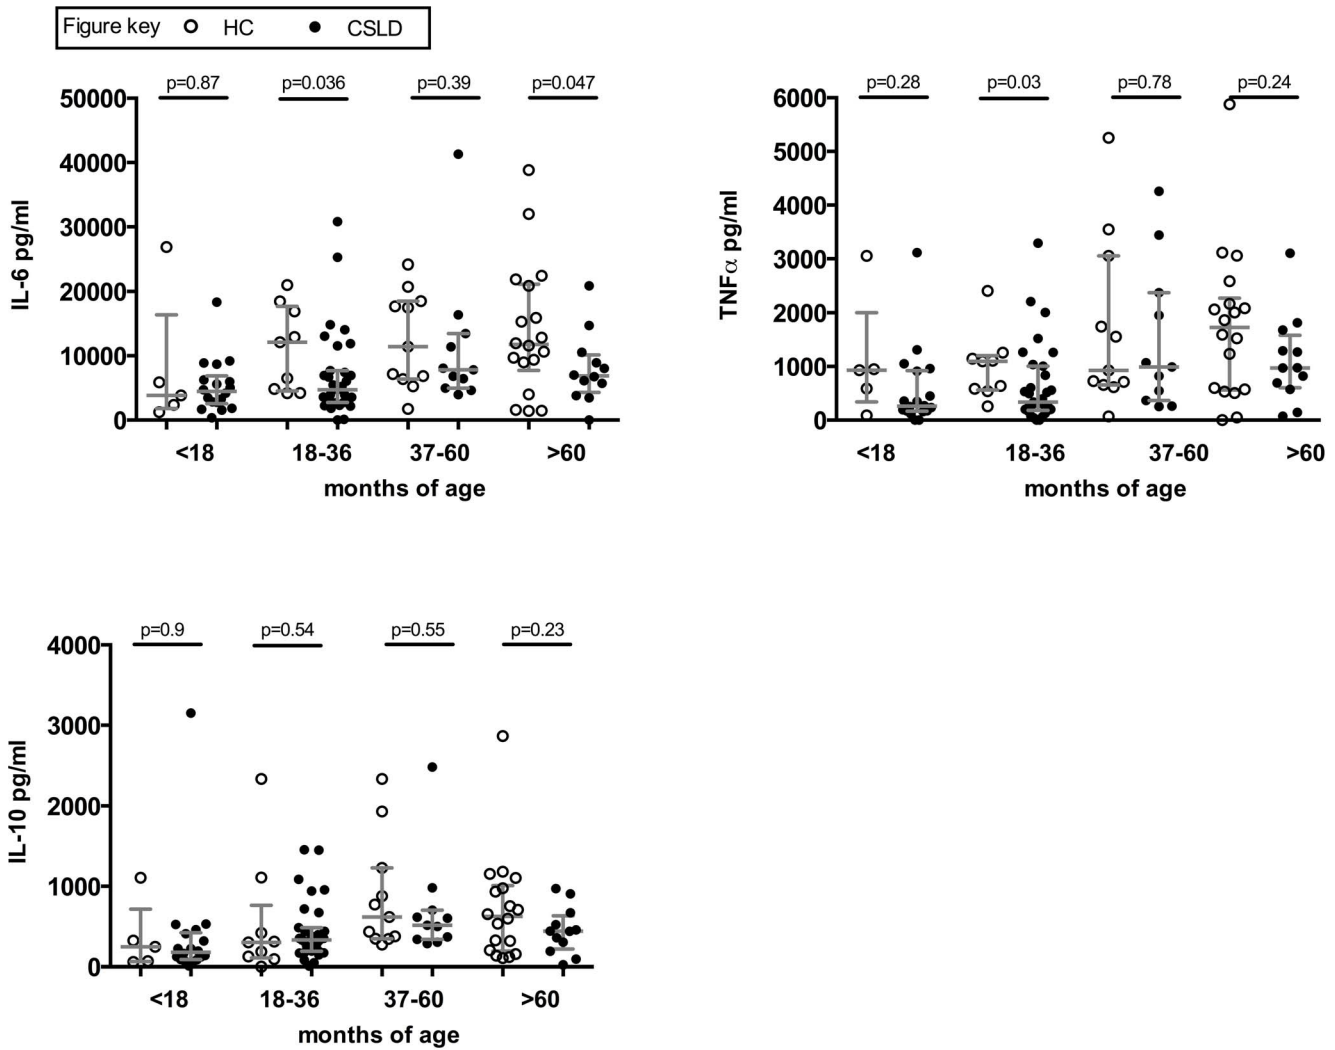 Figure key HC CSLD
p=0.87 p=0.036 p=0.39 p=0.047
50000
40000
30000
20000
10000
0
IL-6 pg/ml
<18 18-36 37-60 >60
months of age
p=0.28 p=0.03 p=0.78 p=0.24
6000
5000
4000
3000
2000
1000
0
TNFα pg/ml
<18 18-36 37-60 >60
months of age
p=0.9 p=0.54 p=0.55 p=0.23
4000
3000
2000
1000
0
IL-10 pg/ml
<18 18-36 37-60 >60
months of age